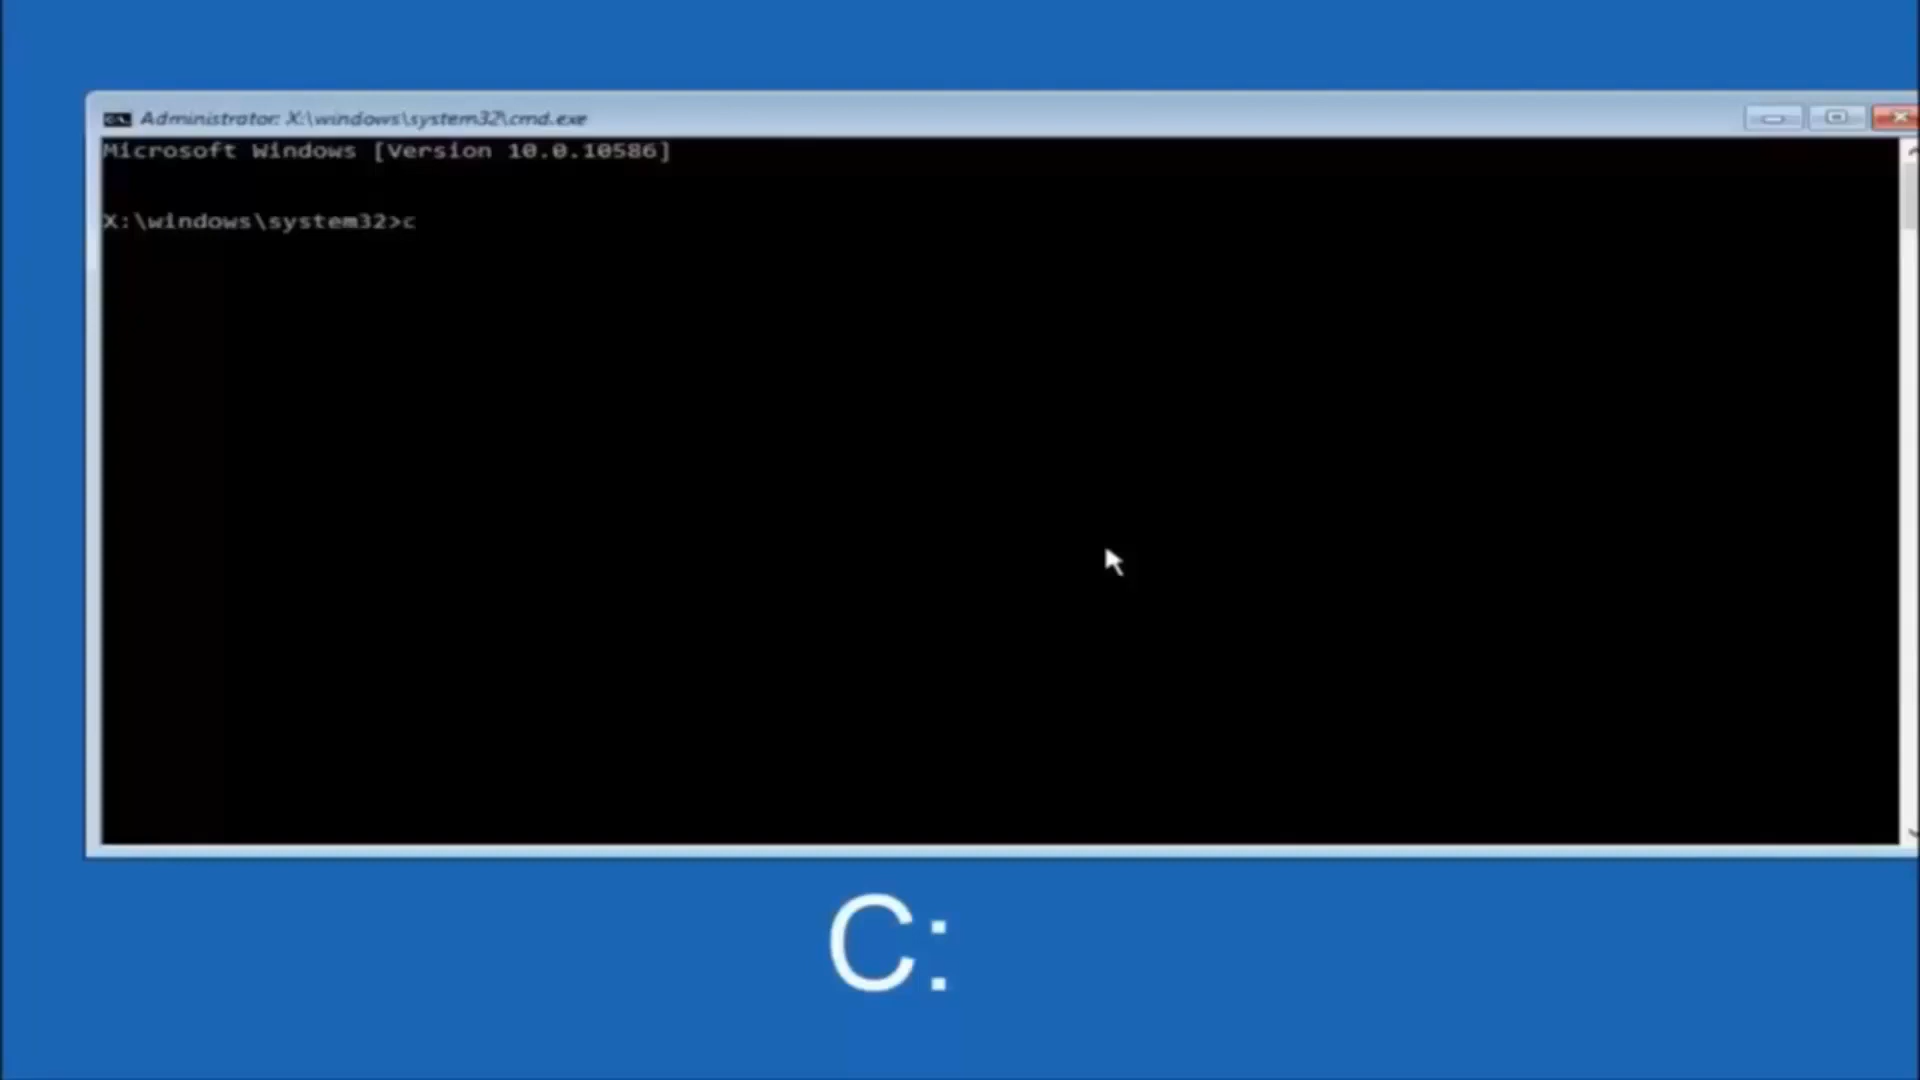 Administrator: X:\windows\system32\cmd.exe
Microsoft Windows [Version 10.0.10586]
X:\windows\system32>c
C: